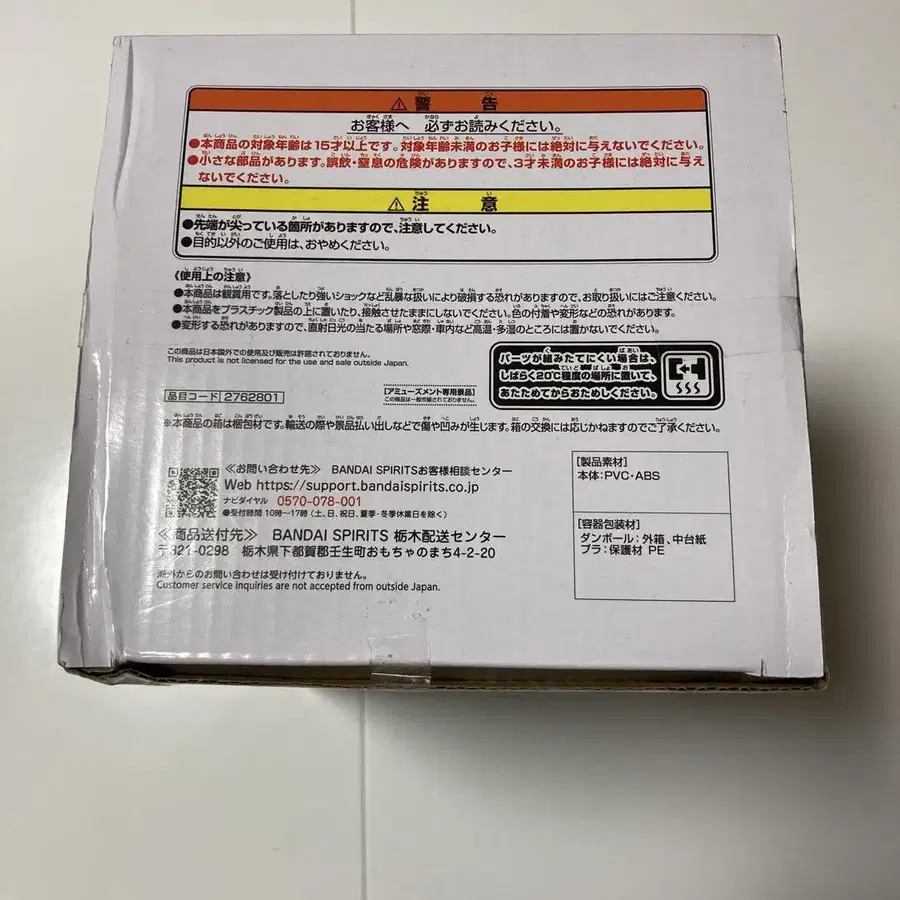 ⚠警告
お客様へ 必ずお読みください。
●本商品の対象年齢は15才以上です。対象年齢未満のお子様には絶対に与えないでください。
●小さな部品があります。誤飲・窒息の危険がありますので、3才未満のお子様には絶対に与え
ないでください。
⚠注意
●先端が尖っている箇所がありますので、注意してください。
●目的以外のご使用は、おやめください。
《使用上の注意》
●本商品は観賞用です。落としたり強いショックなど乱暴な扱いにより破損する恐れがありますので、お取り扱いにはご注意ください。
●本商品をプラスチック製品の上に置いたり、接触させたままにしないでください。色の付着や変形などの恐れがあります。
●変形する恐れがありますので、直射日光の当たる場所や窓際・車内など高温・多湿のところには置かないでください。
この商品は日本国外での使用及び販売は許諾されておりません。
This product is not licensed for the use and sale outside Japan.
パーツが組みたてにくい場合は、
しばらく20℃程度の場所に置いて、
あたためてからおためしください。
品目コード 2762801
【アミューズメント専用景品】
この商品は一般市販されておりません。
※本商品の箱は梱包材です。輸送の際や景品払い出しなどで傷や凹みが生じます。箱の交換には応じかねますのでご了承ください。
≪お問い合わせ先≫ BANDAI SPIRITSお客様相談センター
Web https://support.bandaispirits.co.jp
ナビダイヤル 0570-078-001
●受付時間 10時〜17時(土、日、祝日、夏季・冬季休業日を除く)
≪商品送付先≫ BANDAI SPIRITS 栃木配送センター
〒321-0298 栃木県下都賀郡壬生町おもちゃのまち4-2-20
海外からのお問い合わせは受け付けておりません。
Customer service inquiries are not accepted from outside Japan.
[製品素材]
本体:PVC・ABS
[容器包装材]
ダンボール:外箱、中台紙
プラ:保護材 PE